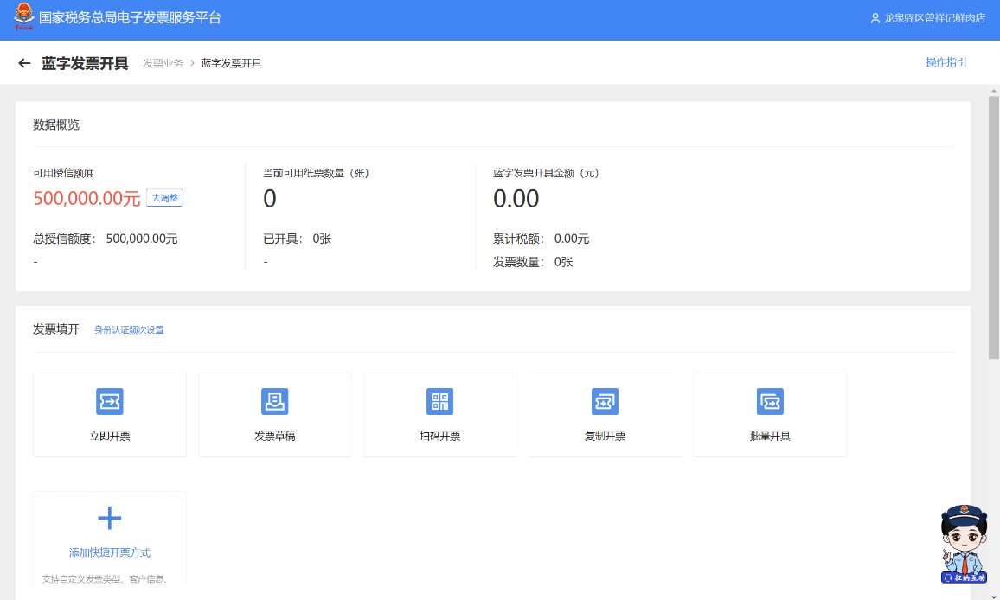 国家税务总局电子发票服务平台
龙泉驿区曾祥记鲜肉店
蓝字发票开具 发票业务 > 蓝字发票开具
操作指引
数据概览
可用授信额度 当前可用纸票数量（张） 蓝字发票开具金额（元）
500,000.00元 去调整 0 0.00
总授信额度： 500,000.00元 已开具： 0张 累计税额： 0.00元
- - 发票数量： 0张
发票填开 身份认证频次设置
立即开票 发票草稿 扫码开票 复制开票 批量开具
添加快捷开票方式
支持自定义发票类型、客户信息、
征纳互动